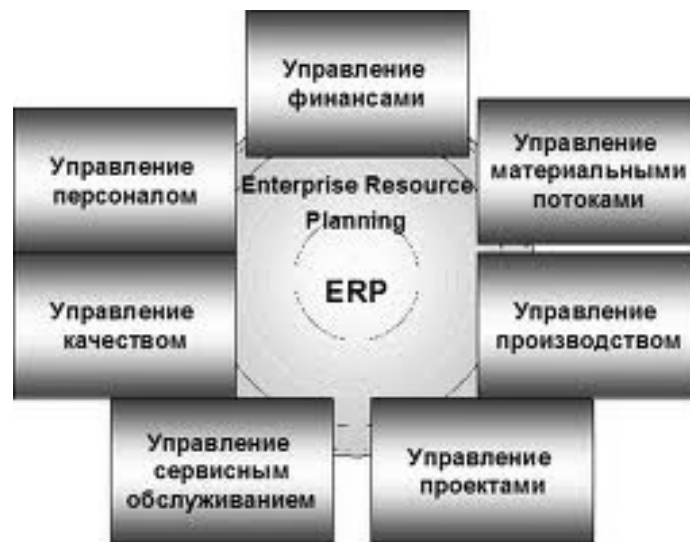 Управление
финансами
Управление
персоналом
Enterprise Resource
Planning
Управление
материальными
потоками
ERP
Управление
качеством
Управление
производством
Управление
сервисным
обслуживанием
Управление
проектами